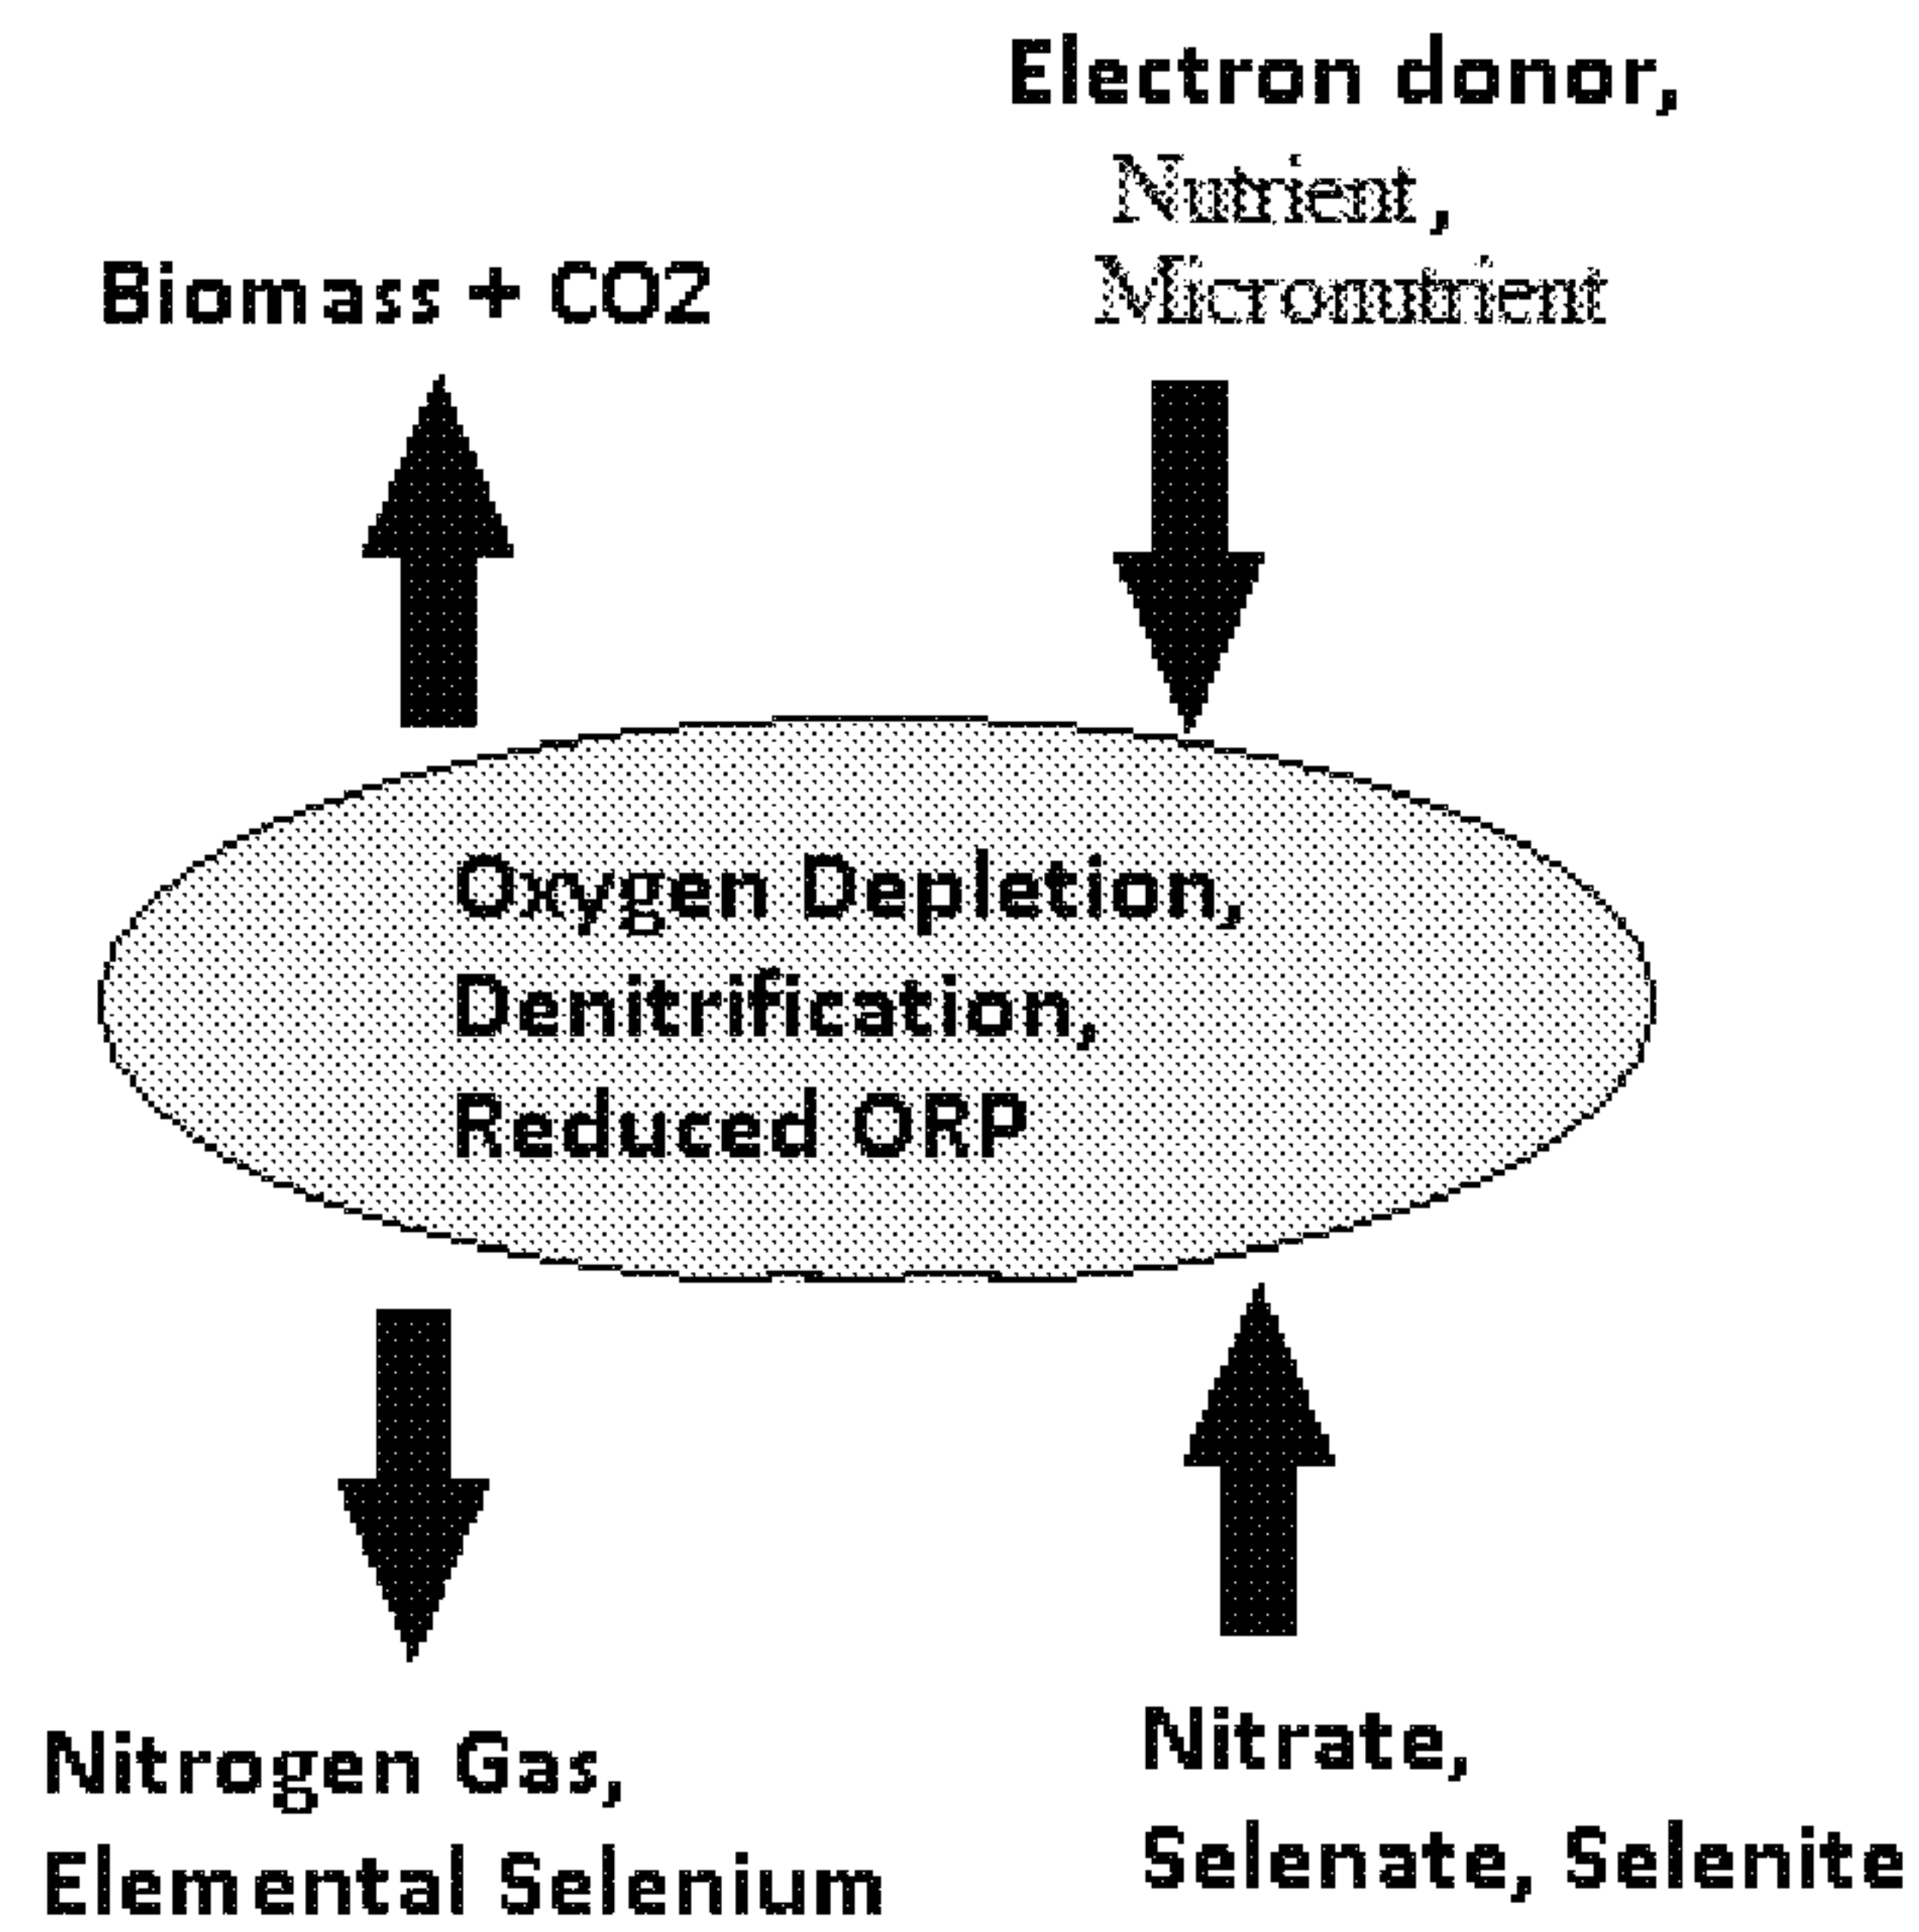 Electron donor,
Nutrient,
Micronutrient
Biomass + CO2
Oxygen Depletion,
Denitrification,
Reduced ORP
Nitrogen Gas,
Elemental Selenium
Nitrate,
Selenate, Selenite